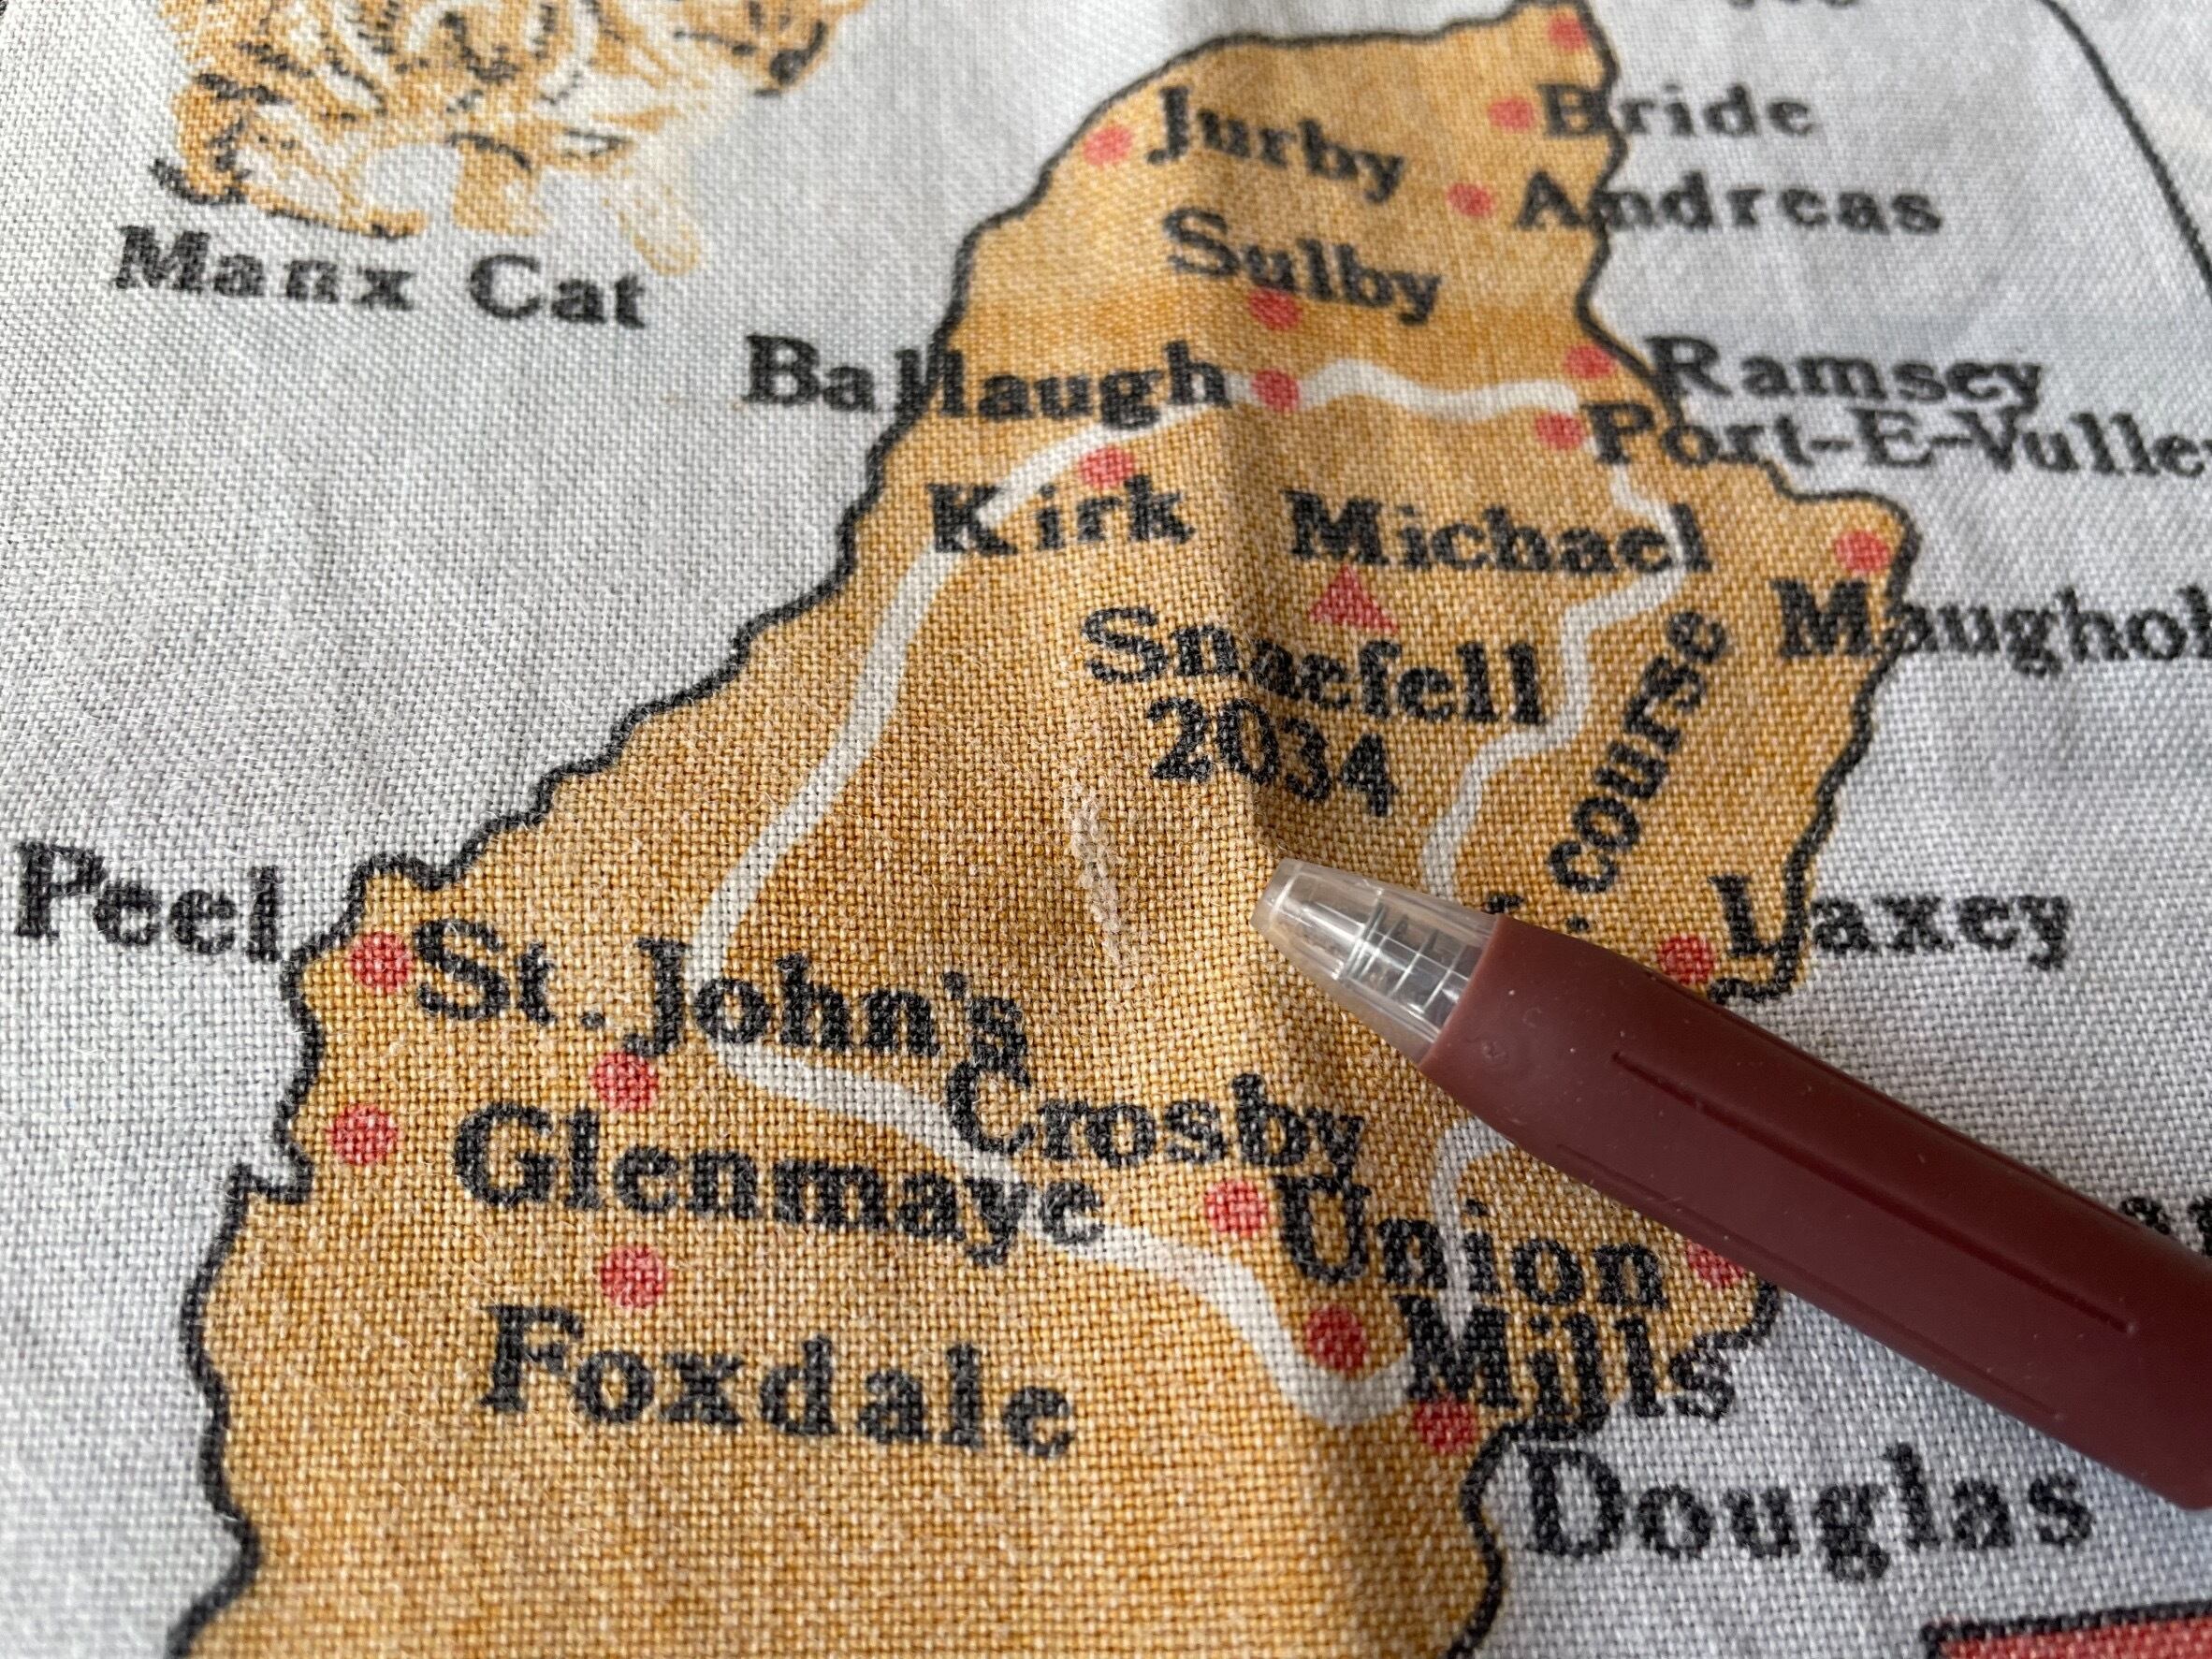 Bride
Jurby
Andreas
Sulby
Manx Cat
Ballaugh
Ramsey
Port-E-Vulle
Kirk Michael
Maughol
Snaefell
2034
course
Peel
Laxey
St. John's
Crosby
Glenmaye
Union
Mills
Foxdale
Douglas